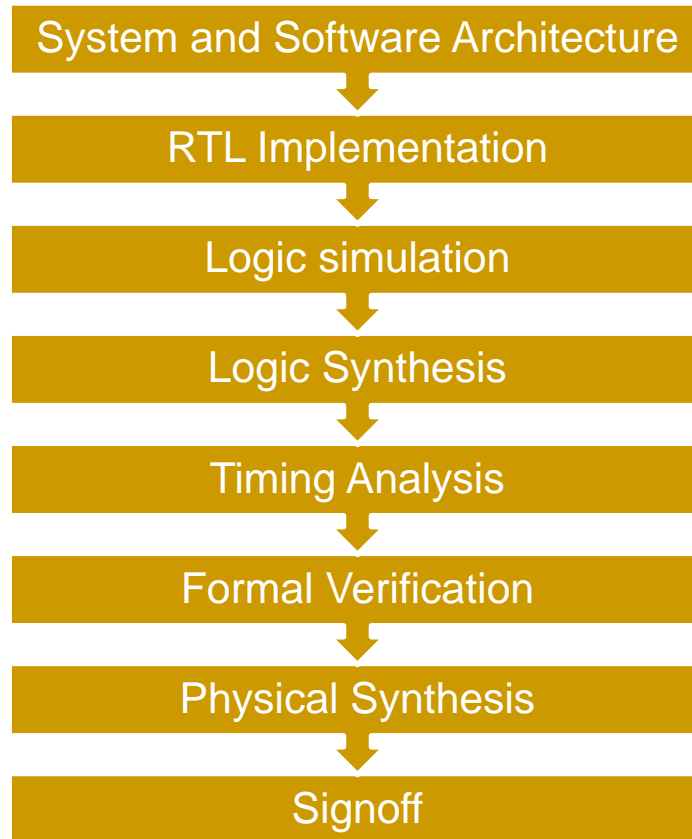 System and Software Architecture
RTL Implementation
Logic simulation
Logic Synthesis
Timing Analysis
Formal Verification
Physical Synthesis
Signoff